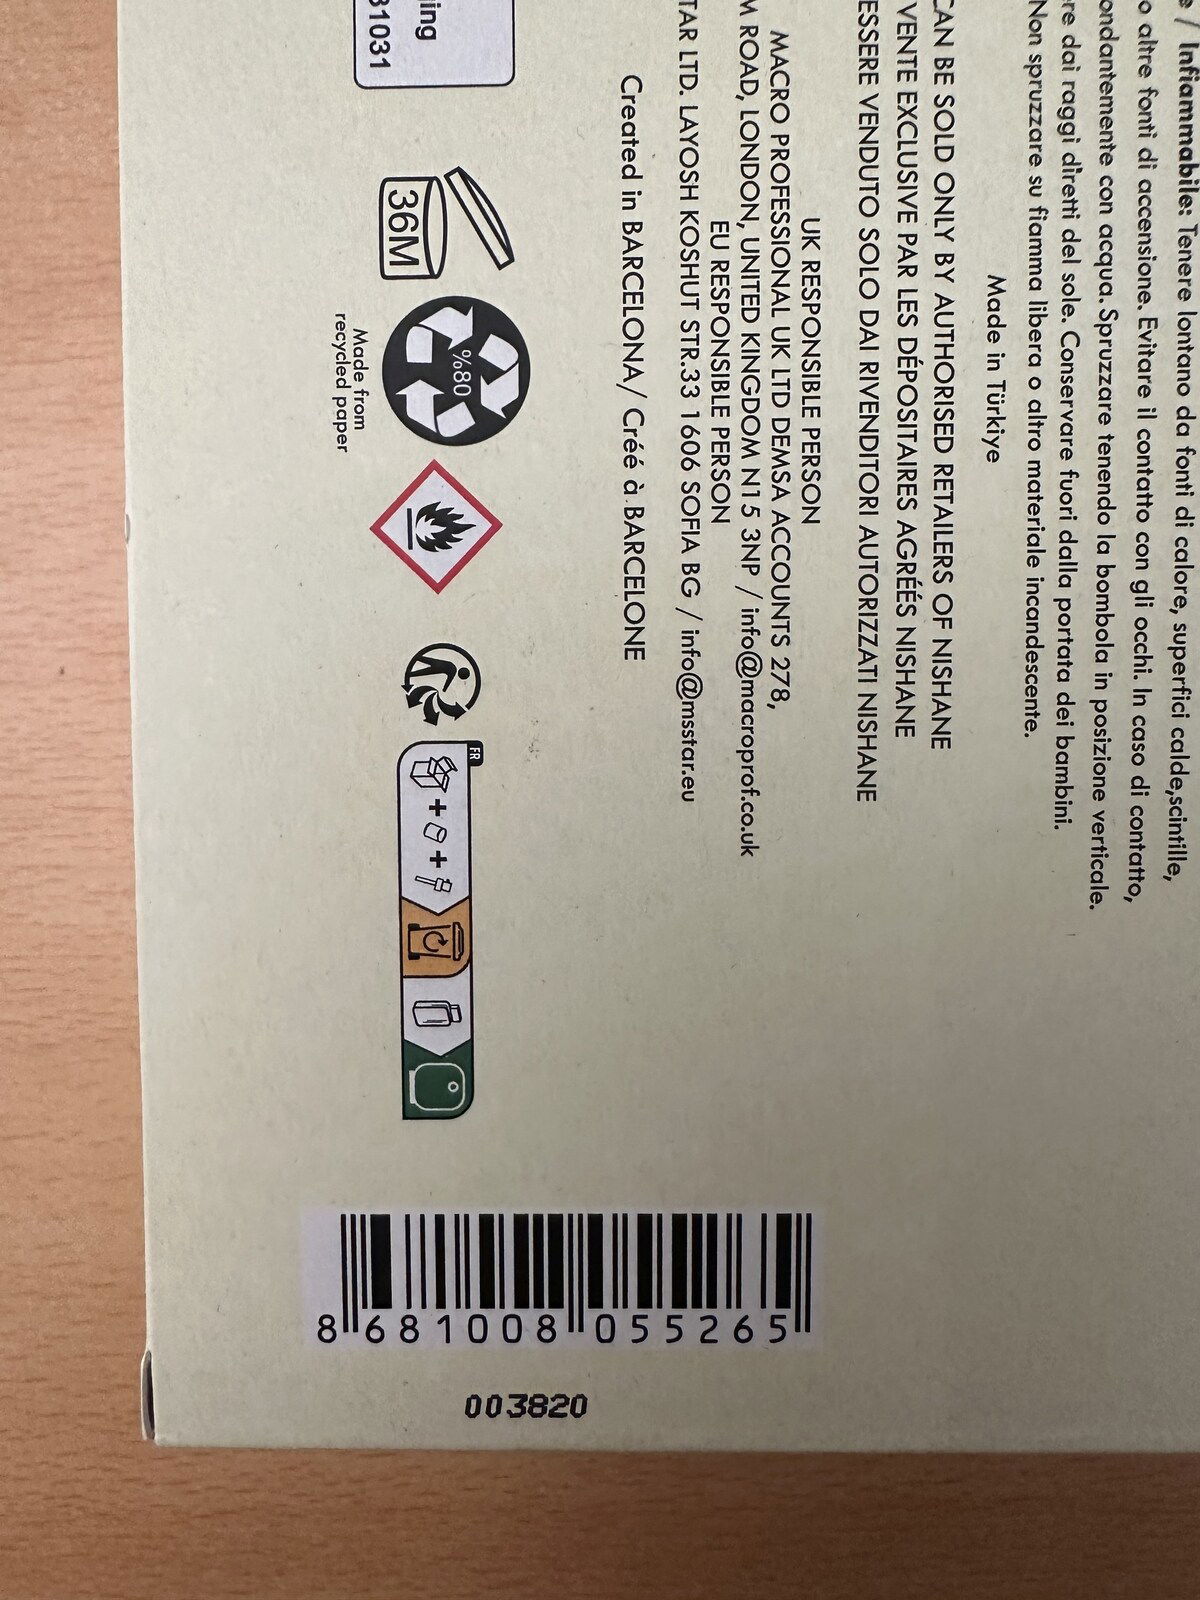 e / Infiammabile: Tenere lontano da fonti di calore, superfici calde,scintille,
o altre fonti di accensione. Evitare il contatto con gli occhi. In caso di contatto,
ondantemente con acqua. Spruzzare tenendo la bombola in posizione verticale.
re dai raggi diretti del sole. Conservare fuori dalla portata dei bambini.
Non spruzzare su fiamma libera o altro materiale incandescente.
Made in Türkiye
CAN BE SOLD ONLY BY AUTHORISED RETAILERS OF NISHANE
VENTE EXCLUSIVE PAR LES DÉPOSITAIRES AGRÉÉS NISHANE
ESSERE VENDUTO SOLO DAI RIVENDITORI AUTORIZZATI NISHANE
UK RESPONSIBLE PERSON
MACRO PROFESSIONAL UK LTD DEMSA ACCOUNTS 278,
M ROAD, LONDON, UNITED KINGDOM N1 5 3NP / info@macroprof.co.uk
EU RESPONSIBLE PERSON
TAR LTD. LAYOSH KOSHUT STR.33 1606 SOFIA BG / info@msstar.eu
Created in BARCELONA/ Créé à BARCELONE
ing
31031
36M
%80
Made from
recycled paper
FR
8 681008 055265
003820